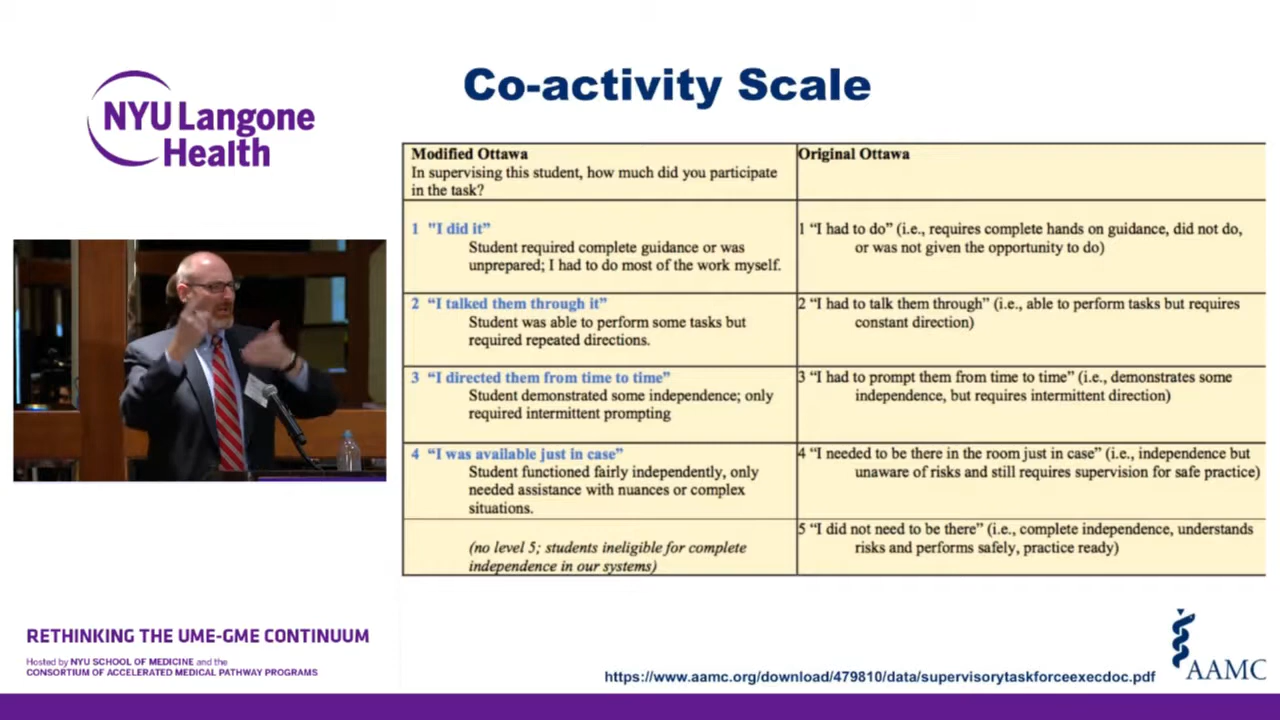 Co-activity Scale
NYU Langone
Health
Modified Ottawa
In supervising this student, how much did you participate
in the task?
Original Ottawa
1 "I did it"
Student required complete guidance or was
unprepared; I had to do most of the work myself.
1 “I had to do” (i.e., requires complete hands on guidance, did not do,
or was not given the opportunity to do)
2 “I talked them through it”
Student was able to perform some tasks but
required repeated directions.
2 “I had to talk them through” (i.e., able to perform tasks but requires
constant direction)
3 “I directed them from time to time”
Student demonstrated some independence; only
required intermittent prompting
3 “I had to prompt them from time to time” (i.e., demonstrates some
independence, but requires intermittent direction)
4 “I was available just in case”
Student functioned fairly independently, only
needed assistance with nuances or complex
situations.
4 “I needed to be there in the room just in case” (i.e., independence but
unaware of risks and still requires supervision for safe practice)
(no level 5; students ineligible for complete
independence in our systems)
5 “I did not need to be there” (i.e., complete independence, understands
risks and performs safely, practice ready)
RETHINKING THE UME-GME CONTINUUM
Hosted by NYU SCHOOL OF MEDICINE and the
CONSORTIUM OF ACCELERATED MEDICAL PATHWAY PROGRAMS
https://www.aamc.org/download/479810/data/supervisorytaskforceexecdoc.pdf
AAMC